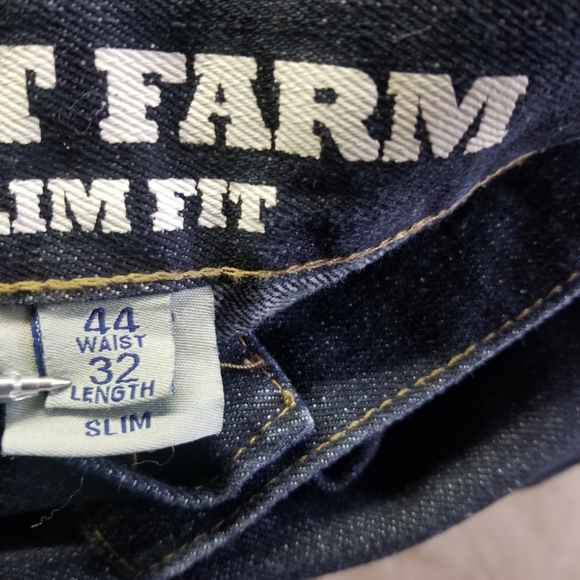 T FARM
LIM FIT
44
WAIST
32
LENGTH
SLIM